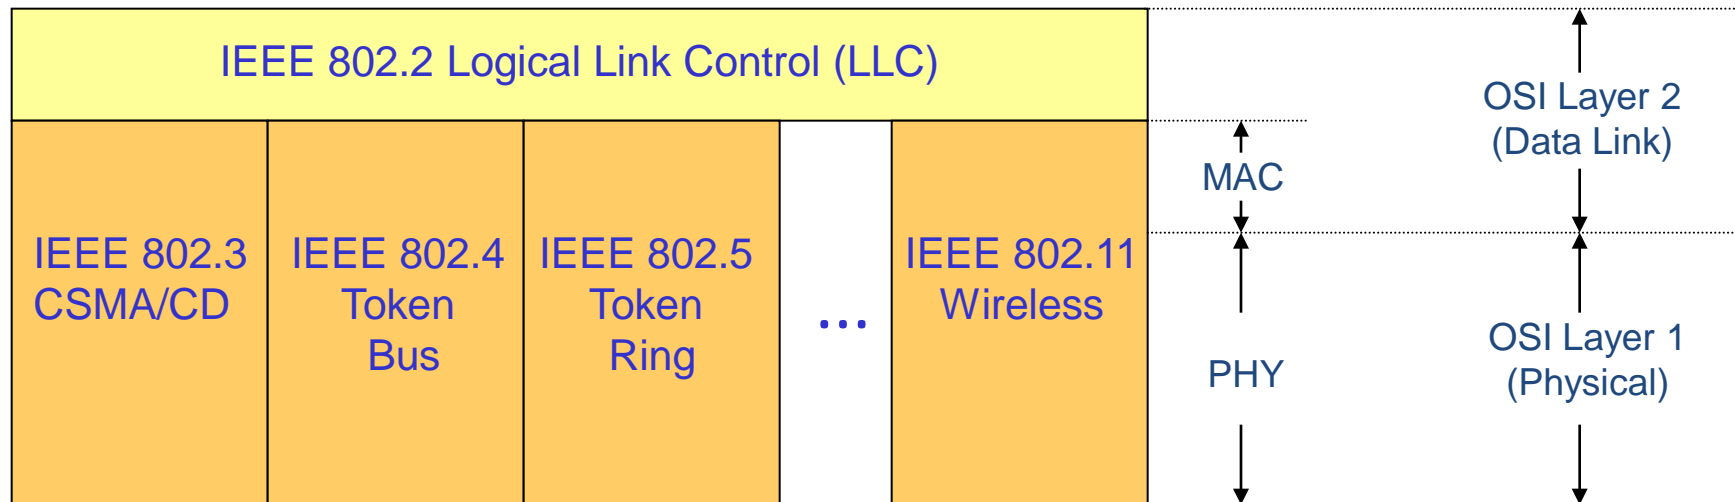 IEEE 802.2 Logical Link Control (LLC)
OSI Layer 2
(Data Link)
MAC
IEEE 802.3
CSMA/CD
IEEE 802.4
Token
Bus
IEEE 802.5
Token
Ring
...
IEEE 802.11
Wireless
PHY
OSI Layer 1
(Physical)